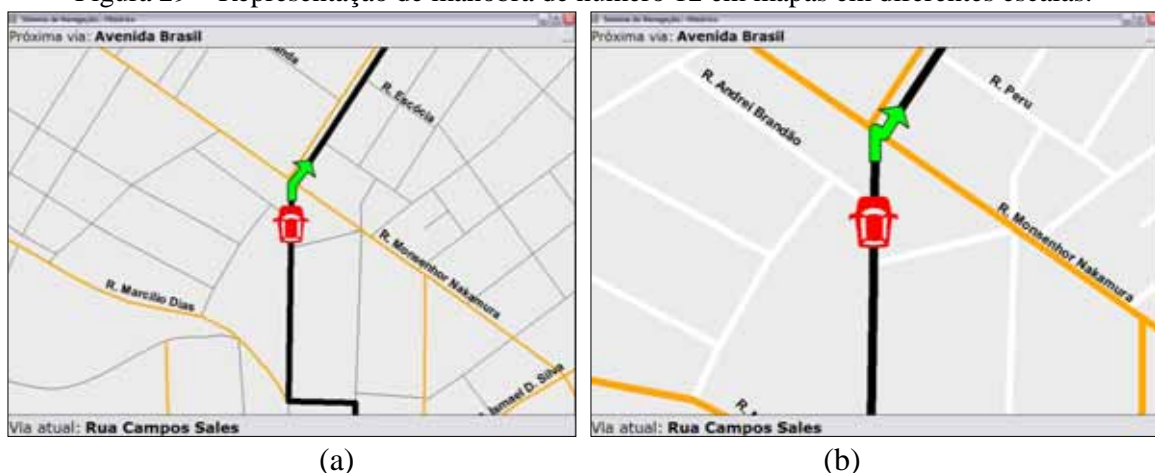 Figura 29 – Representação de manobra de número 12 em mapas em diferentes escalas.
Próxima via: Avenida Brasil
R. Escócia
R. Monsenhor Nakamura
R. Marcílio Dias
Ismael D. Silva
Via atual: Rua Campos Sales
(a)
Próxima via: Avenida Brasil
R. Andrei Brandão
R. Peru
R. Monsenhor Nakamura
R.
Via atual: Rua Campos Sales
(b)